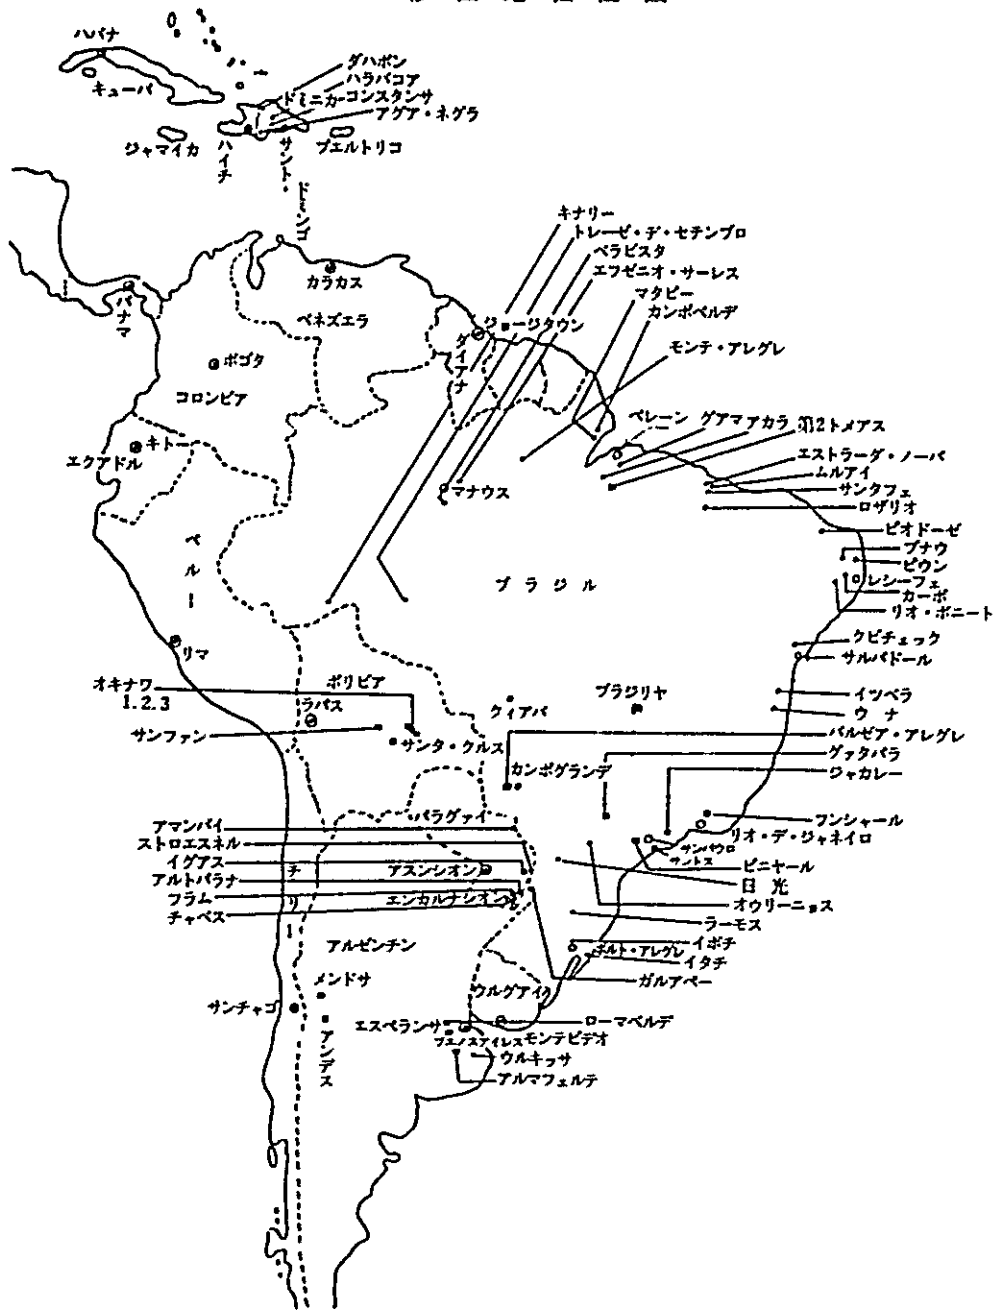 ハバナ
キューバ
ダハボン
ハラバコア
ドミニカ
コンスタンサ
アグア・ネグラ
ジャマイカ
ハイチ
サント・ドミンゴ
プエルトリコ
キナリー
トレーゼ・デ・セテンブロ
ベラビスタ
エフゼニオ・サーレス
マタピー
カンポベルデ
モンテ・アレグレ
カラカス
ベネズエラ
パナマ
ジョージタウン
ガイアナ
ボゴタ
コロンビア
キトー
エクアドル
ベレーン
グアマ
アカラ
第2トメアス
エストラーダ・ノーバ
ムルアイ
サンタフェ
ロザリオ
マナウス
ピオドーゼ
プナウ
ピウン
レシーフェ
カーボ
リオ・ボニート
ペルー
ブラジル
リマ
クビチェック
サルバドール
オキナワ
1.2.3
ボリビア
ラパス
サンファン
サンタ・クルス
クィアバ
ブラジリヤ
イツベラ
ウナ
バルゼア・アレグレ
グァタパラ
ジャカレー
カンポグランデ
フンシャール
リオ・デ・ジャネイロ
サンパウロ
サントス
ピニャール
日光
オウリーニョス
ラーモス
パラグァイ
アマンバイ
ストロエスネル
イグアス
アルトパラナ
フラム
チャベス
アスンシオン
エンカルナシオン
チリー
アルゼンチン
イボチ
ポルト・アレグレ
イタチ
ガルアペー
メンドサ
サンチャゴ
アンデス
ウルグアイ
エスペランサ
ローマベルデ
ブエノスアイレス
モンテビデオ
ウルキッサ
アルマフェルテ